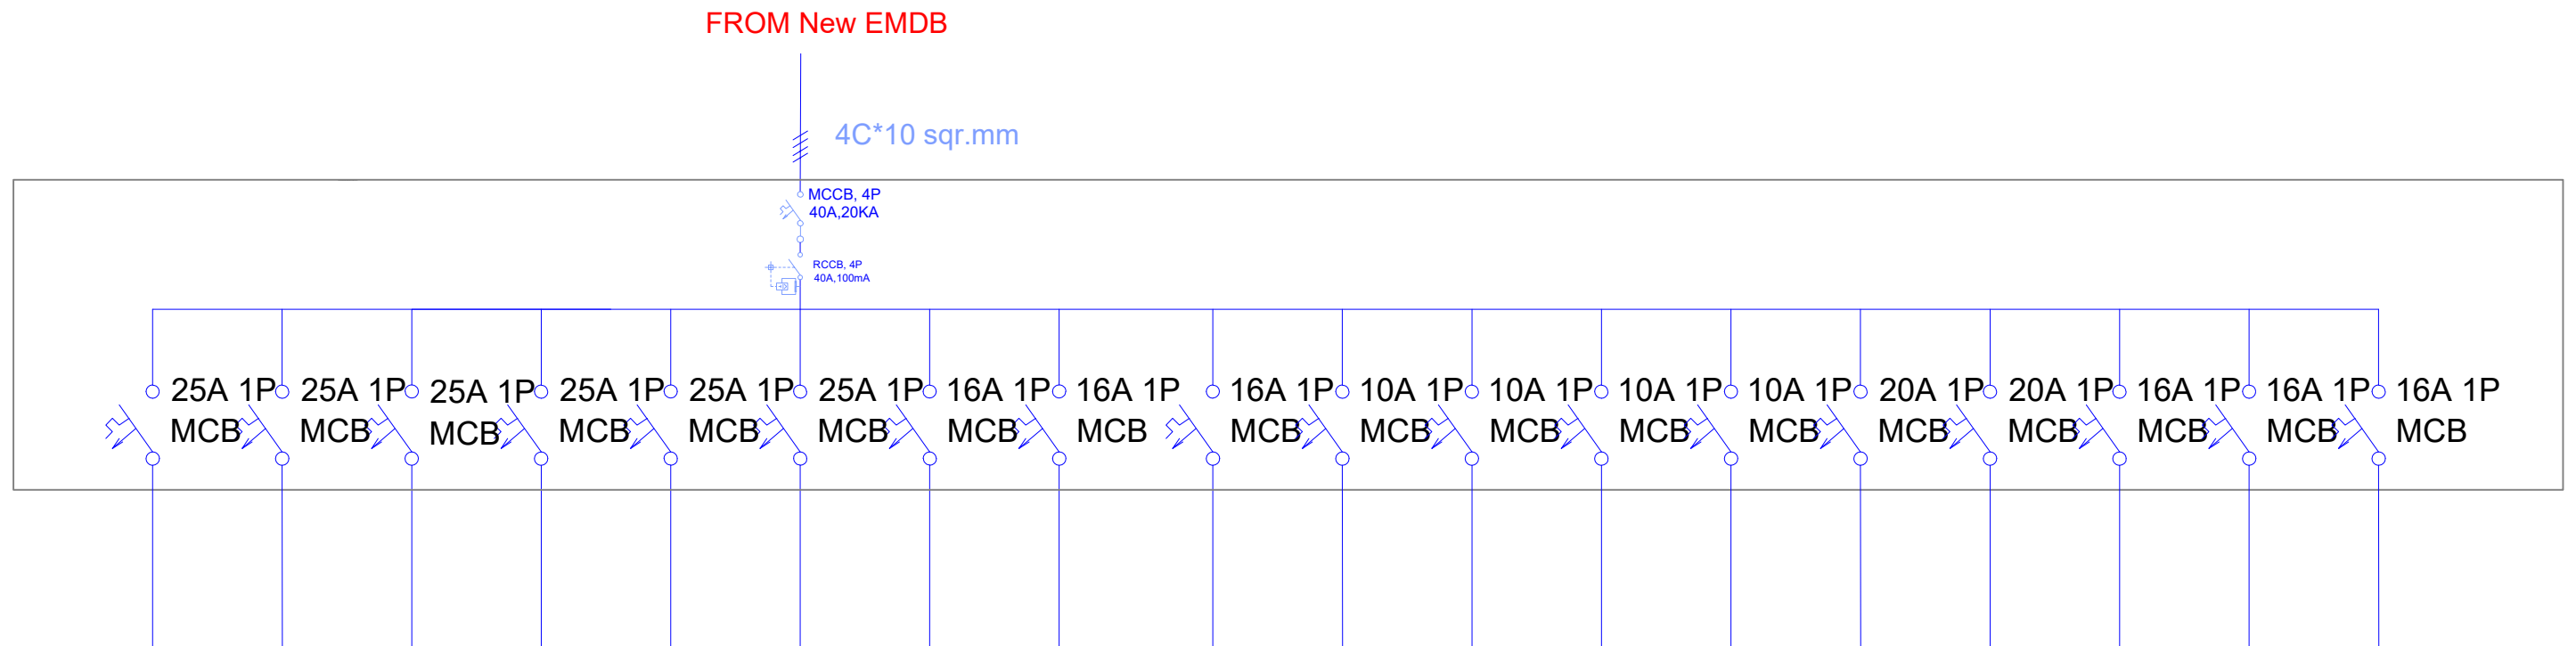 FROM New EMDB
4C*10 sqr.mm
MCCB, 4P
40A,20KA
RCCB, 4P
40A,100mA
25A 1P
MCB
25A 1P
MCB
25A 1P
MCB
25A 1P
MCB
25A 1P
MCB
25A 1P
MCB
16A 1P
MCB
16A 1P
MCB
16A 1P
MCB
10A 1P
MCB
10A 1P
MCB
10A 1P
MCB
10A 1P
MCB
20A 1P
MCB
20A 1P
MCB
16A 1P
MCB
16A 1P
MCB
16A 1P
MCB